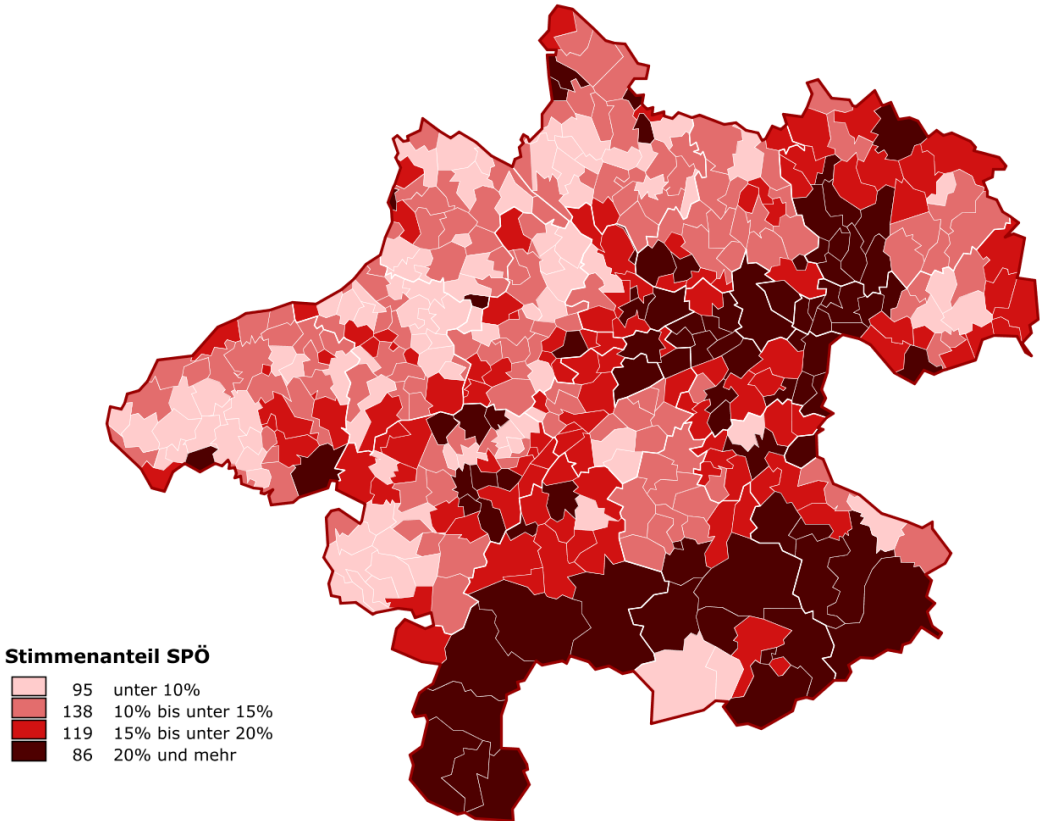 Stimmenanteil SPÖ
95 unter 10%
138 10% bis unter 15%
119 15% bis unter 20%
86 20% und mehr